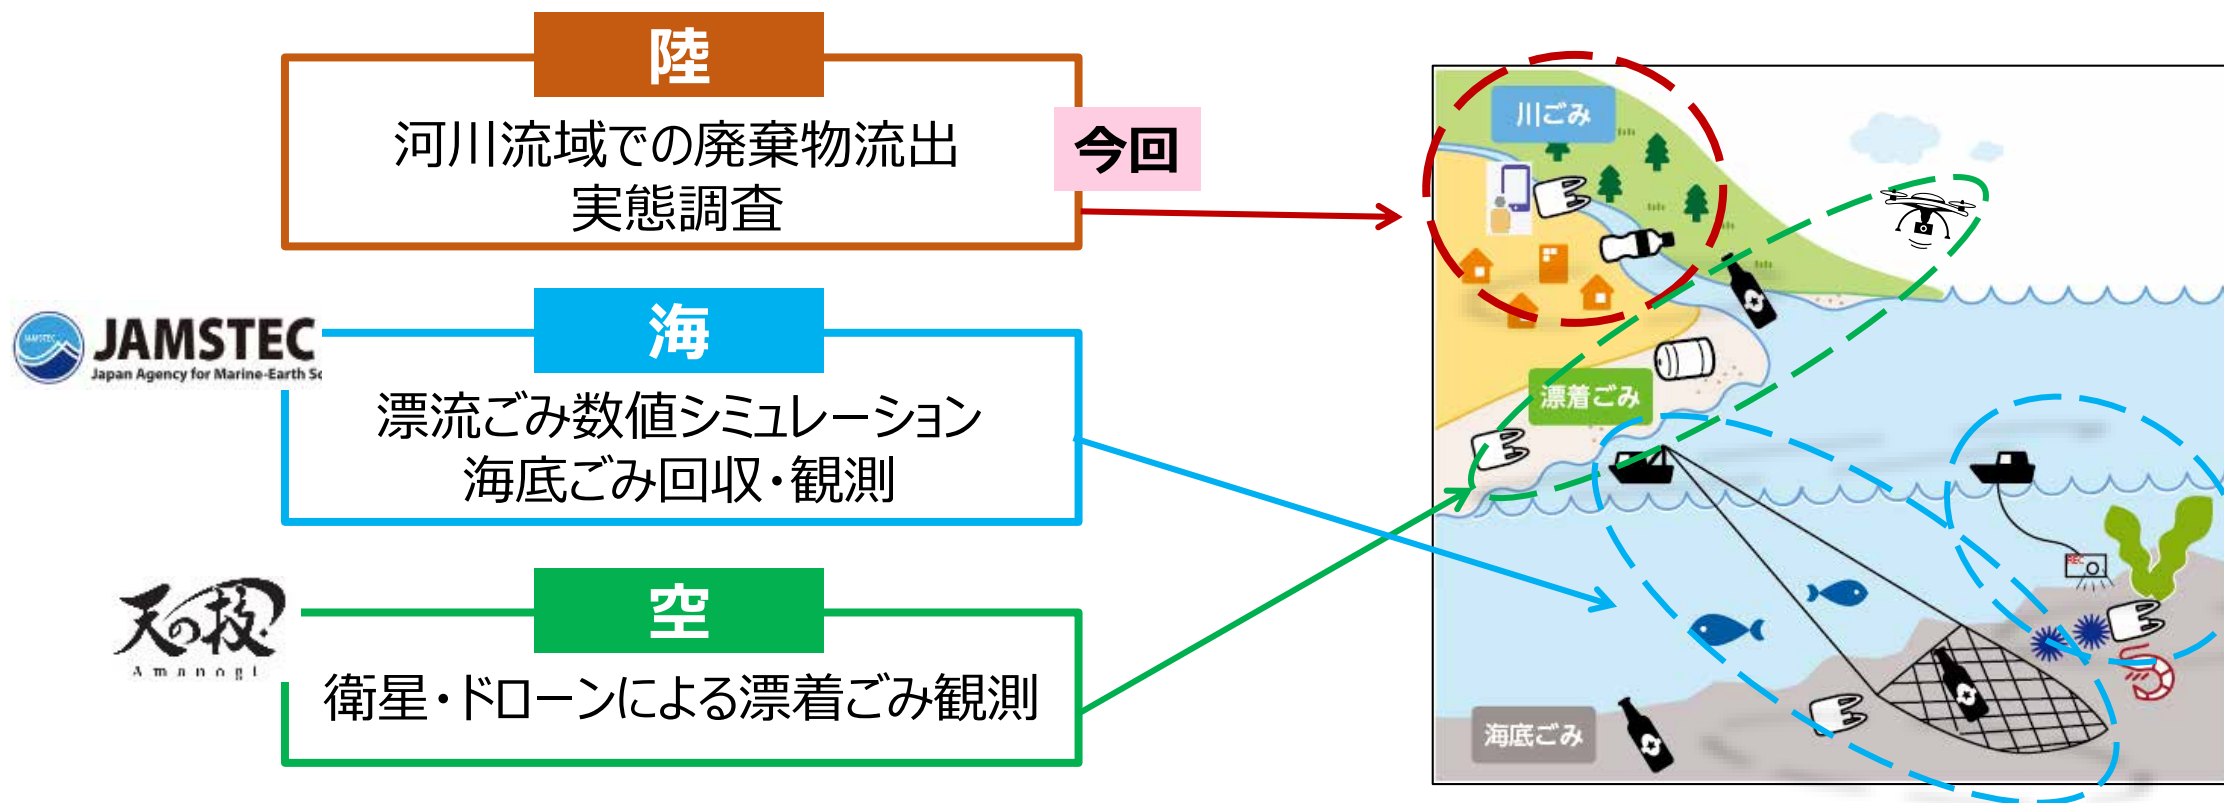 陸
河川流域での廃棄物流出
実態調査
今回
JAMSTEC
Japan Agency for Marine-Earth Sc
海
漂流ごみ数値シミュレーション
海底ごみ回収・観測
天の技
Amanogi
空
衛星・ドローンによる漂着ごみ観測
川ごみ
漂着ごみ
REC
海底ごみ